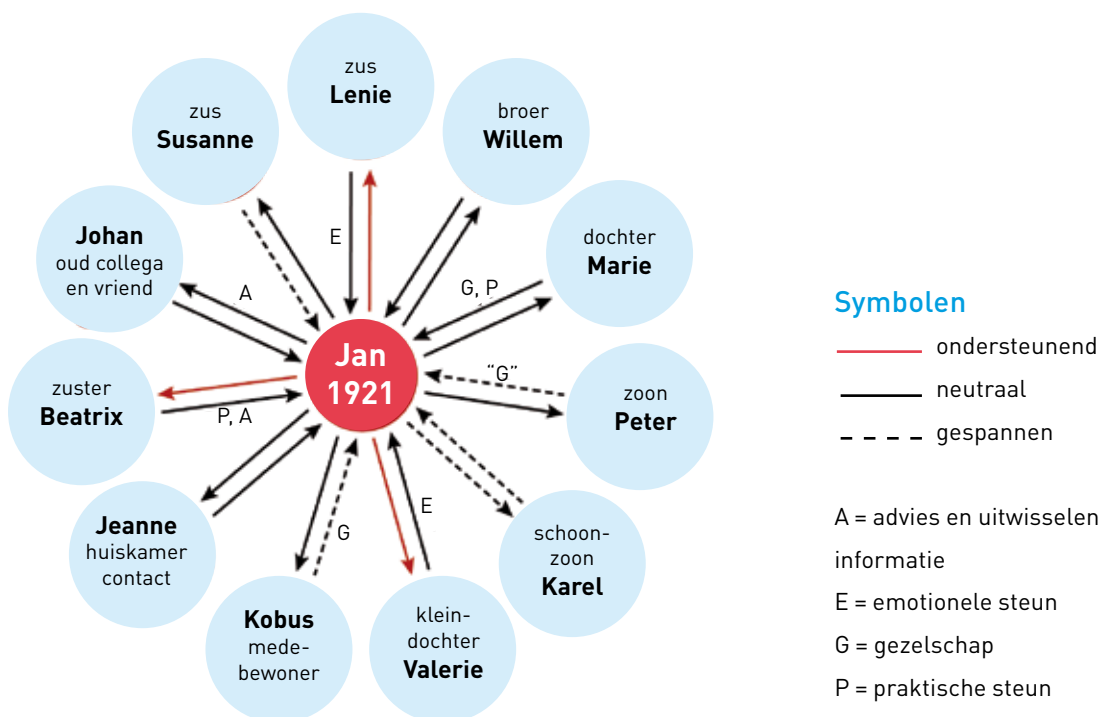 zus
Lenie
zus
Susanne
broer
Willem
Johan
oud collega
en vriend
dochter
Marie
E
A
G, P
Jan
1921
"G"
zoon
Peter
zuster
Beatrix
P, A
Jeanne
huiskamer
contact
G
E
schoon-
zoon
Karel
Kobus
mede-
bewoner
klein-
dochter
Valerie
Symbolen
ondersteunend
neutraal
gespannen
A = advies en uitwisselen
informatie
E = emotionele steun
G = gezelschap
P = praktische steun